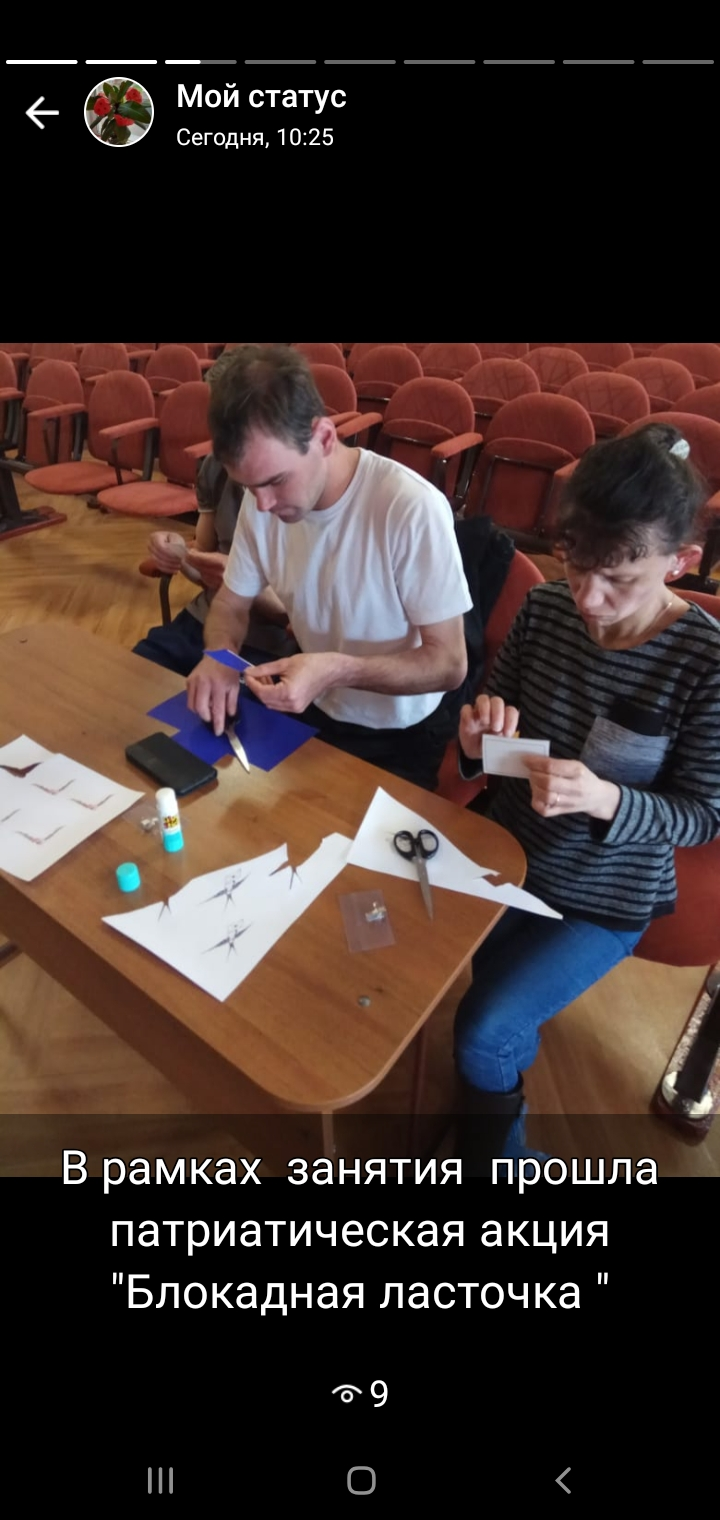 Мой статус
Сегодня, 10:25
В рамках занятия прошла
патриатическая акция
"Блокадная ласточка "
9